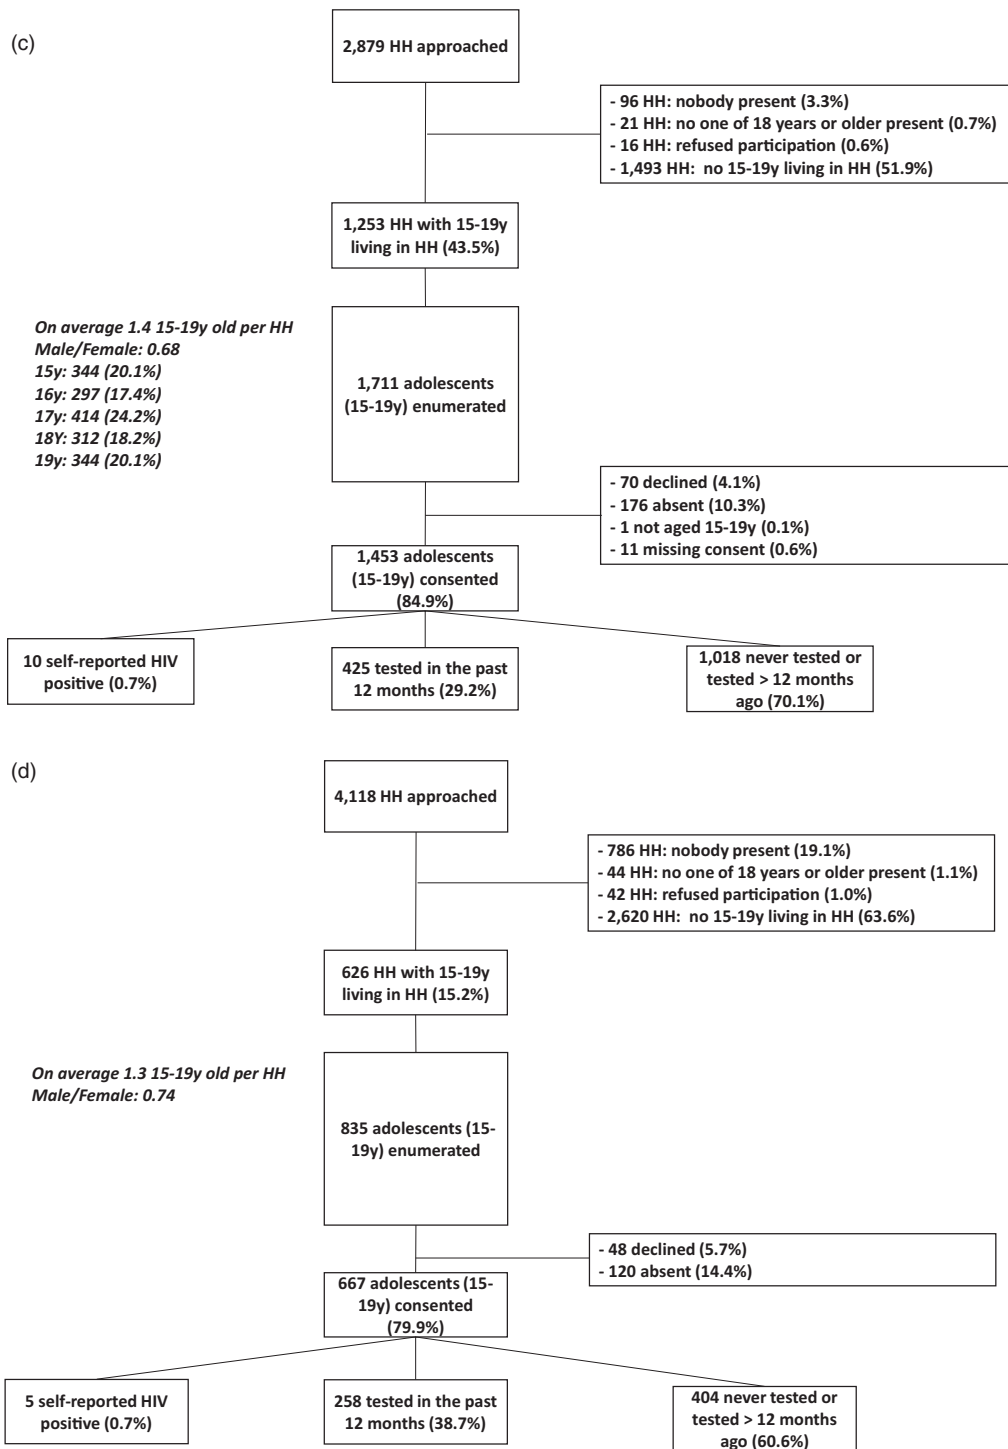 (c)
2,879 HH approached
- 96 HH: nobody present (3.3%)
- 21 HH: no one of 18 years or older present (0.7%)
- 16 HH: refused participation (0.6%)
- 1,493 HH:  no 15-19y living in HH (51.9%)
1,253 HH with 15-19y
living in HH (43.5%)
On average 1.4 15-19y old per HH
Male/Female: 0.68
15y: 344 (20.1%)
16y: 297 (17.4%)
17y: 414 (24.2%)
18Y: 312 (18.2%)
19y: 344 (20.1%)
1,711 adolescents
(15-19y) enumerated
- 70 declined (4.1%)
- 176 absent (10.3%)
- 1 not aged 15-19y (0.1%)
- 11 missing consent (0.6%)
1,453 adolescents
(15-19y) consented
(84.9%)
10 self-reported HIV
positive (0.7%)
425 tested in the past
12 months (29.2%)
1,018 never tested or
tested > 12 months
ago (70.1%)
(d)
4,118 HH approached
- 786 HH: nobody present (19.1%)
- 44 HH: no one of 18 years or older present (1.1%)
- 42 HH: refused participation (1.0%)
- 2,620 HH:  no 15-19y living in HH (63.6%)
626 HH with 15-19y
living in HH (15.2%)
On average 1.3 15-19y old per HH
Male/Female: 0.74
835 adolescents (15-
19y) enumerated
- 48 declined (5.7%)
- 120 absent (14.4%)
667 adolescents (15-
19y) consented
(79.9%)
5 self-reported HIV
positive (0.7%)
258 tested in the past
12 months (38.7%)
404 never tested or
tested > 12 months
ago (60.6%)